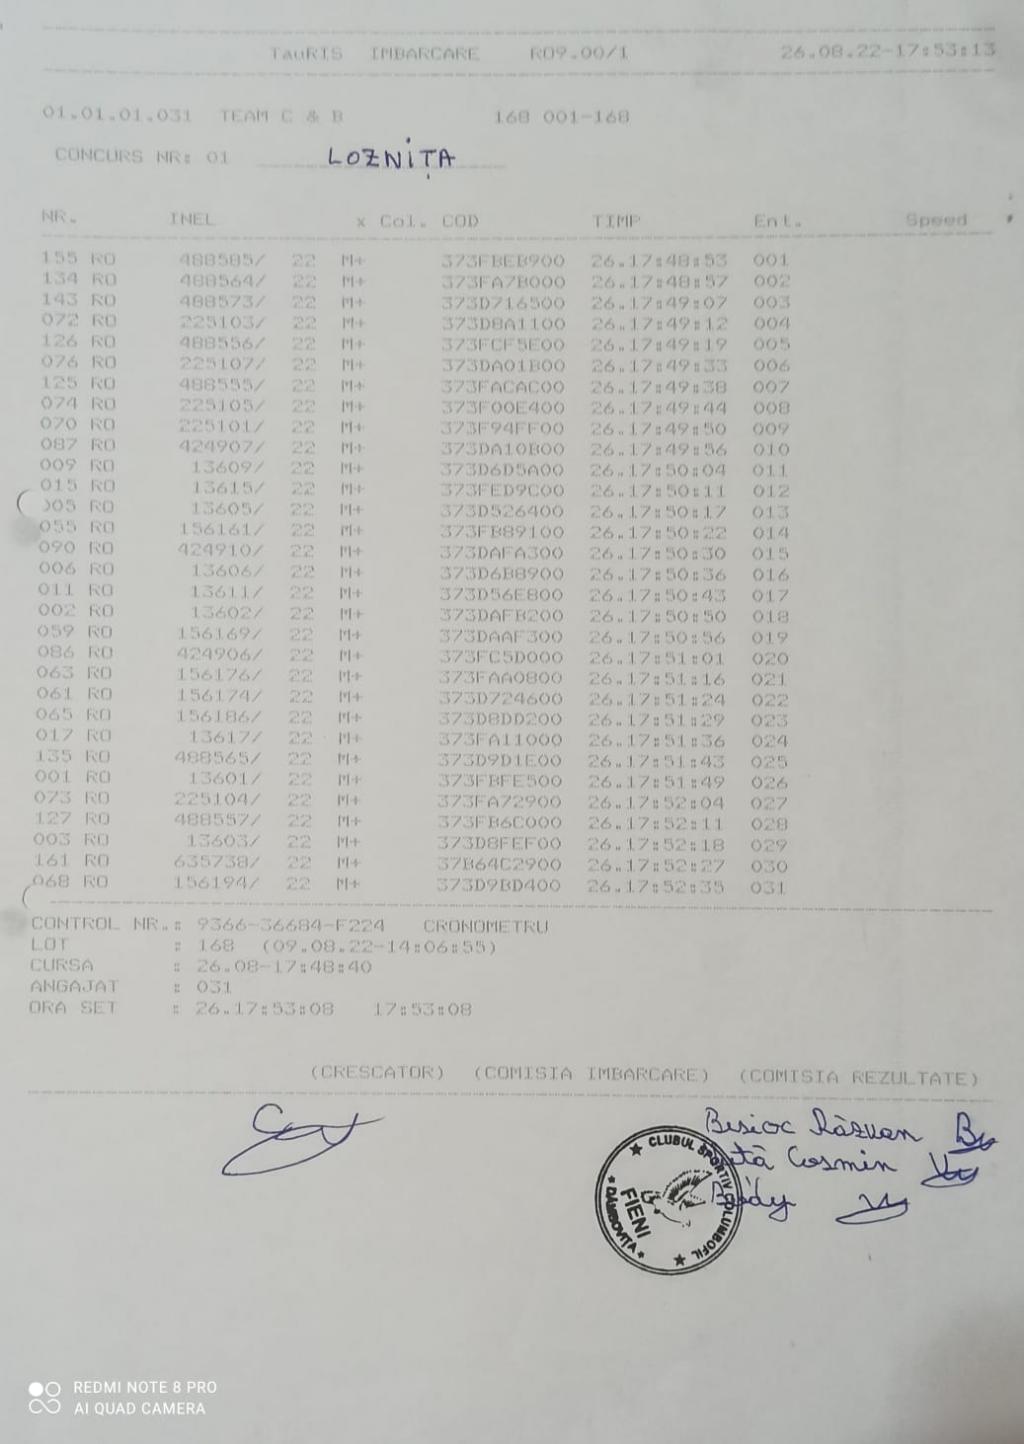 TauRIS IMBARCARE RO9.00/1 26.08.22-17:53:13
01.01.01.031 TEAM C & B 168 001-168
CONCURS NR: 01 LOZNIȚA
NR. INEL x Col. COD TIMP Ent. Speed
155 RO 488585/ 22 M+ 373FBEB900 26.17:48:53 001
134 RO 488564/ 22 M+ 373FA7B000 26.17:48:57 002
143 RO 488573/ 22 M+ 373D716500 26.17:49:07 003
072 RO 225103/ 22 M+ 373D8A1100 26.17:49:12 004
126 RO 488556/ 22 M+ 373FCF5E00 26.17:49:19 005
076 RO 225107/ 22 M+ 373DA01B00 26.17:49:33 006
125 RO 488555/ 22 M+ 373FACAC00 26.17:49:38 007
074 RO 225105/ 22 M+ 373F00E400 26.17:49:44 008
070 RO 225101/ 22 M+ 373F94FF00 26.17:49:50 009
087 RO 424907/ 22 M+ 373DA10B00 26.17:49:56 010
009 RO 13609/ 22 M+ 373D6D5A00 26.17:50:04 011
015 RO 13615/ 22 M+ 373FED9C00 26.17:50:11 012
005 RO 13605/ 22 M+ 373D526400 26.17:50:17 013
055 RO 156161/ 22 M+ 373FB89100 26.17:50:22 014
090 RO 424910/ 22 M+ 373DAFA300 26.17:50:30 015
006 RO 13606/ 22 M+ 373D6B8900 26.17:50:36 016
011 RO 13611/ 22 M+ 373D56E800 26.17:50:43 017
002 RO 13602/ 22 M+ 373DAFB200 26.17:50:50 018
059 RO 156169/ 22 M+ 373DAAF300 26.17:50:56 019
086 RO 424906/ 22 M+ 373FC5D000 26.17:51:01 020
063 RO 156176/ 22 M+ 373FAA0800 26.17:51:16 021
061 RO 156174/ 22 M+ 373D724600 26.17:51:24 022
065 RO 156186/ 22 M+ 373D8DD200 26.17:51:29 023
017 RO 13617/ 22 M+ 373FA11000 26.17:51:36 024
135 RO 488565/ 22 M+ 373D9D1E00 26.17:51:43 025
001 RO 13601/ 22 M+ 373FBFE500 26.17:51:49 026
073 RO 225104/ 22 M+ 373FA72900 26.17:52:04 027
127 RO 488557/ 22 M+ 373FB6C000 26.17:52:11 028
003 RO 13603/ 22 M+ 373D8FEF00 26.17:52:18 029
161 RO 635738/ 22 M+ 37B64C2900 26.17:52:27 030
068 RO 156194/ 22 M+ 373D9BD400 26.17:52:35 031
CONTROL NR.: 9366-36684-F224 CRONOMETRU
LOT : 168 (09.08.22-14:06:55)
CURSA : 26.08-17:48:40
ANGAJAT : 031
ORA SET : 26.17:53:08 17:53:08
(CRESCATOR) (COMISIA IMBARCARE) (COMISIA REZULTATE)
Besioc Răzvan
Cosmin
CLUBUL SPORTIV COLUMBOFIL
FIENI
DÂMBOVIȚA
REDMI NOTE 8 PRO
AI QUAD CAMERA